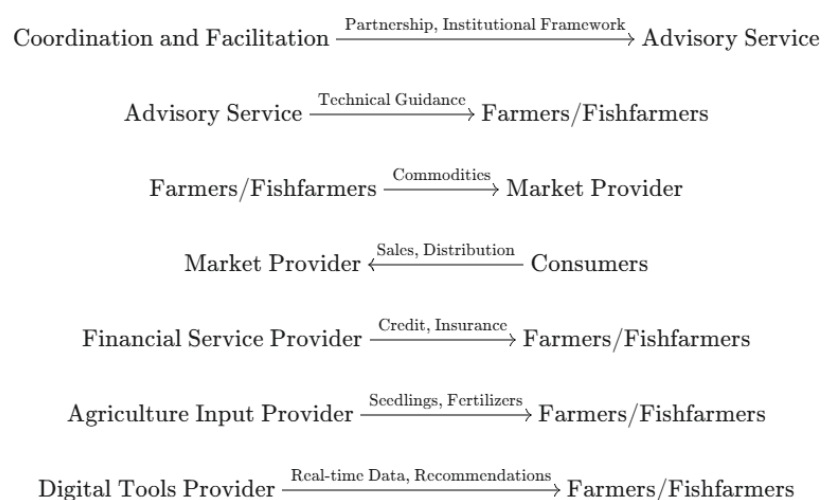 Coordination and Facilitation Partnership, Institutional Framework Advisory Service
Advisory Service Technical Guidance Farmers/Fishfarmers
Farmers/Fishfarmers Commodities Market Provider
Market Provider Sales, Distribution Consumers
Financial Service Provider Credit, Insurance Farmers/Fishfarmers
Agriculture Input Provider Seedlings, Fertilizers Farmers/Fishfarmers
Digital Tools Provider Real-time Data, Recommendations Farmers/Fishfarmers